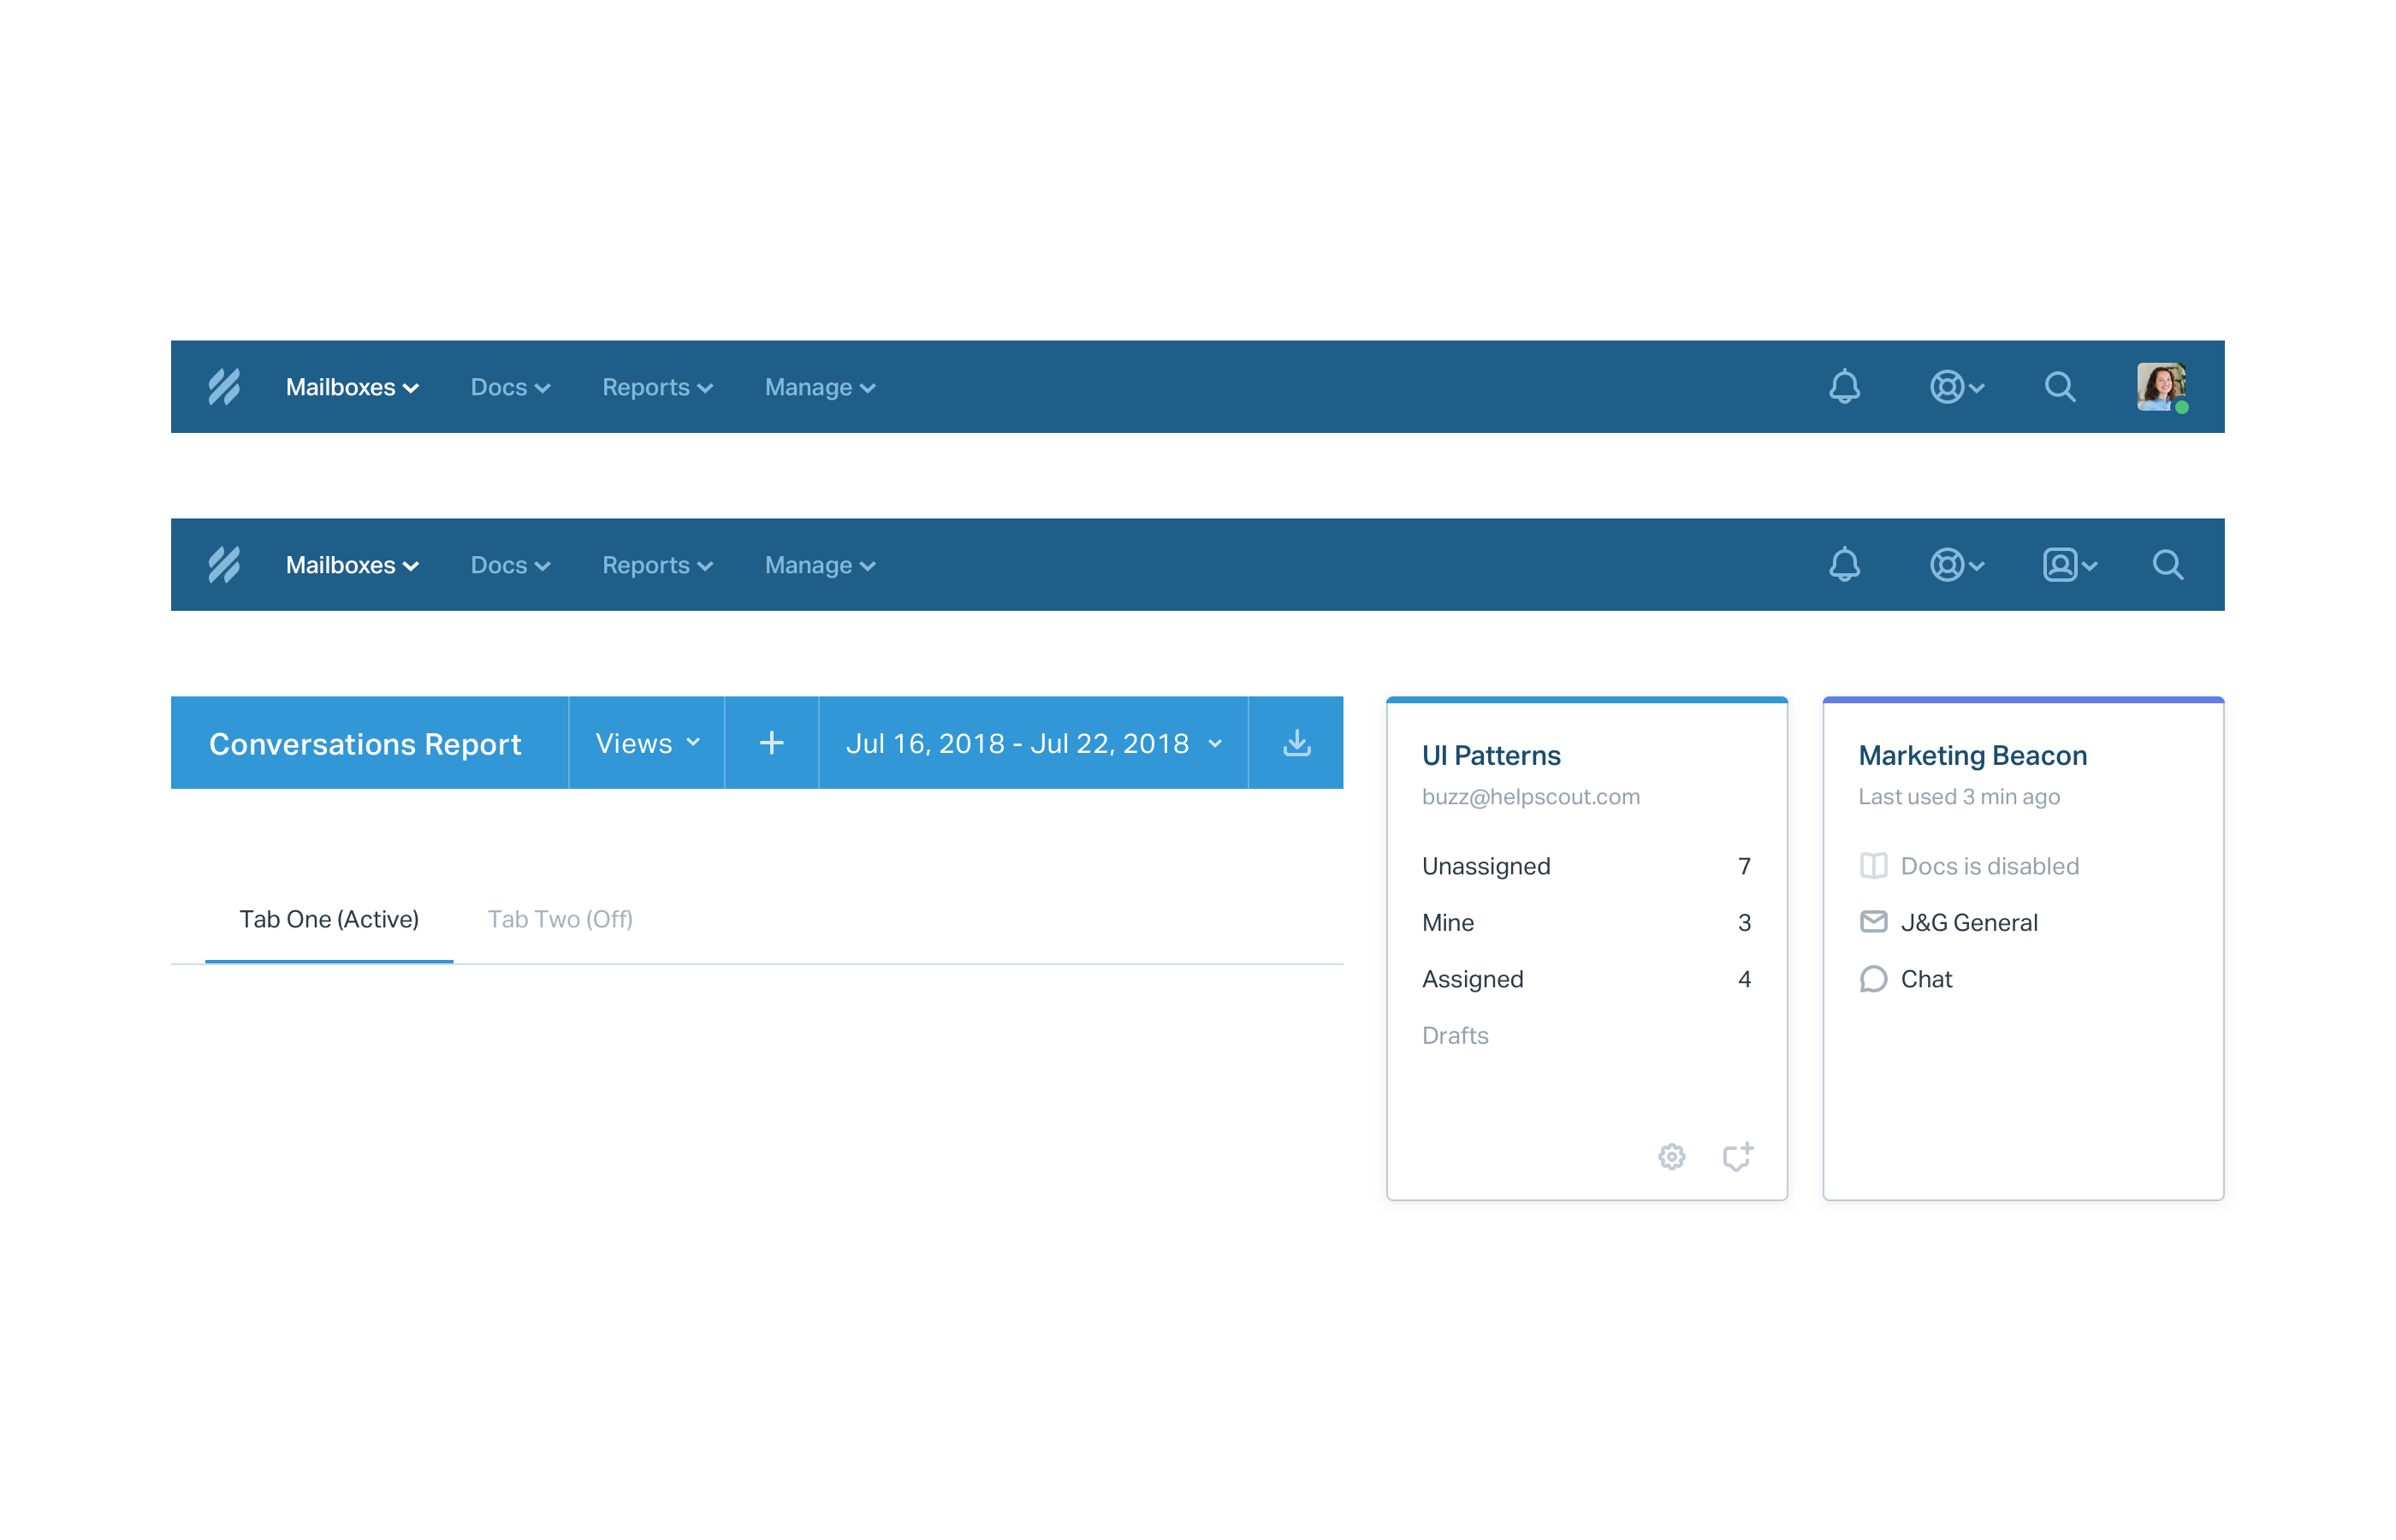 Mailboxes Docs Reports Manage
Mailboxes Docs Reports Manage
Conversations Report Views Jul 16, 2018 - Jul 22, 2018
Tab One (Active) Tab Two (Off)
UI Patterns
buzz@helpscout.com
Unassigned 7
Mine 3
Assigned 4
Drafts
Marketing Beacon
Last used 3 min ago
Docs is disabled
J&G General
Chat